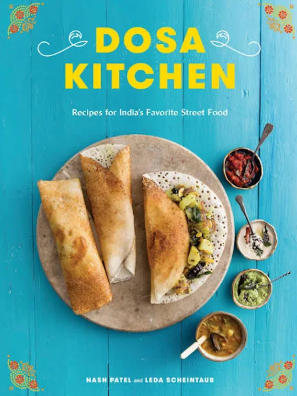 DOSA
KITCHEN
Recipes for India's Favorite Street Food
NASH PATEL AND LEDA SCHEINTAUB